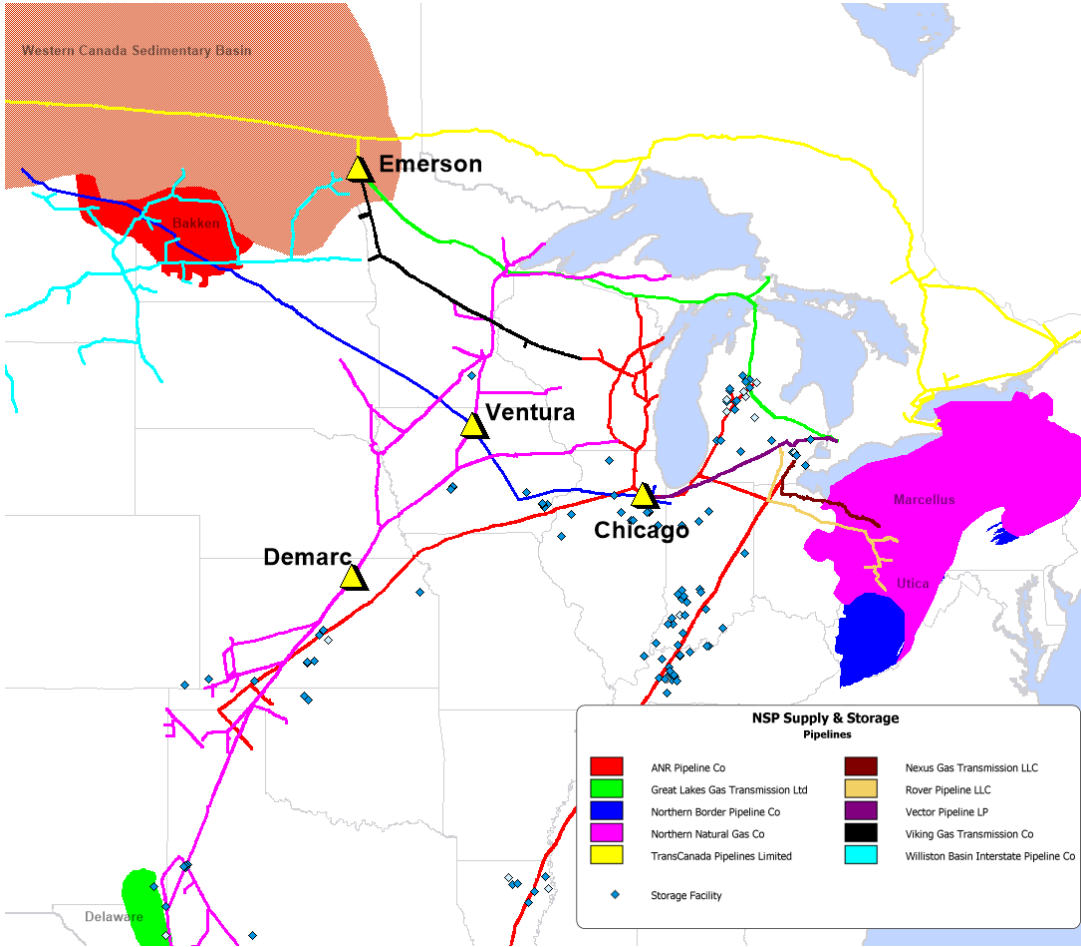 Western Canada Sedimentary Basin
Emerson
Bakken
Ventura
Marcellus
Chicago
Demarc
Utica
NSP Supply & Storage
Pipelines
ANR Pipeline Co
Nexus Gas Transmission LLC
Great Lakes Gas Transmission Ltd
Rover Pipeline LLC
Northern Border Pipeline Co
Vector Pipeline LP
Northern Natural Gas Co
Viking Gas Transmission Co
TransCanada Pipelines Limited
Williston Basin Interstate Pipeline Co
Storage Facility
Delaware